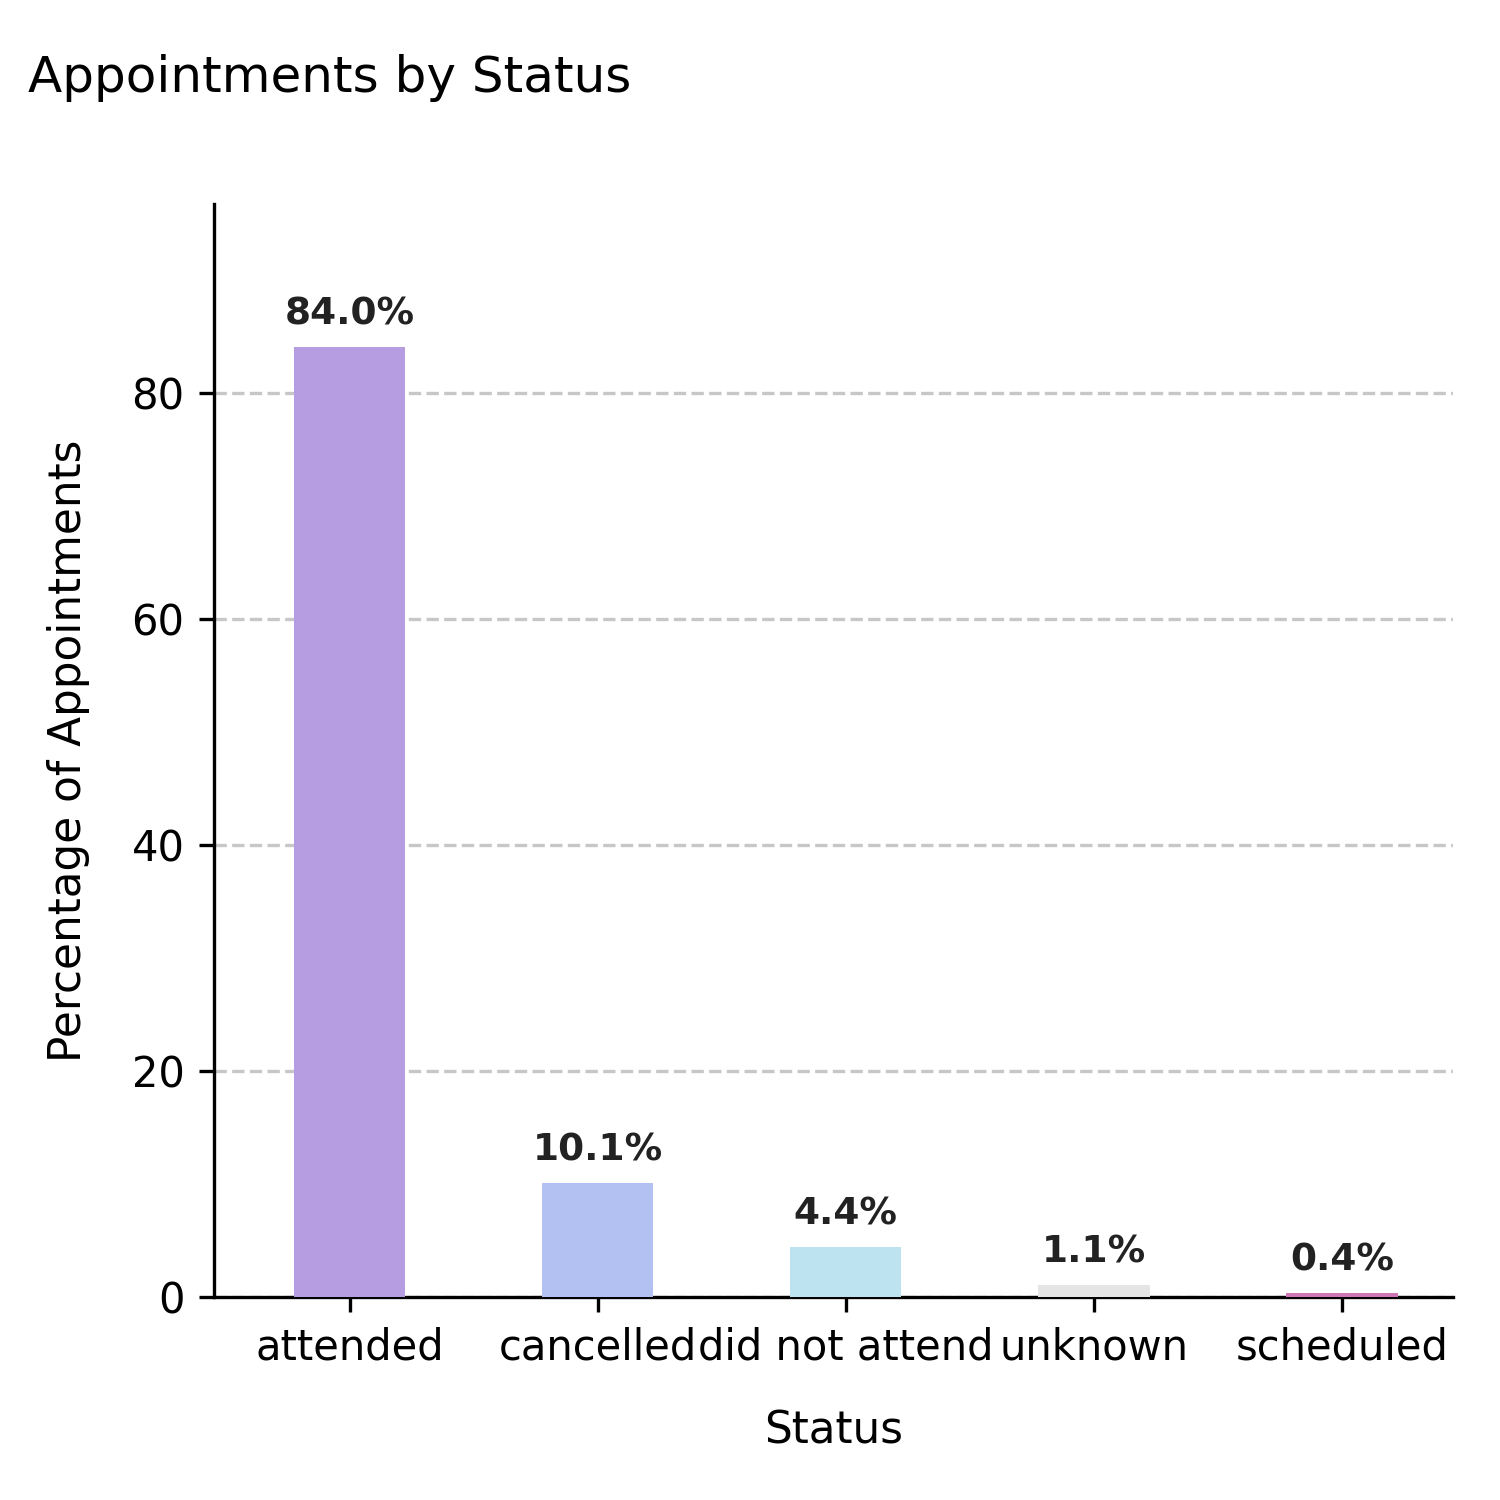 Appointments by Status
84.0%
80
60
40
20
0
10.1%
4.4%
1.1%
0.4%
Percentage of Appointments
attended cancelled did not attend unknown scheduled
Status